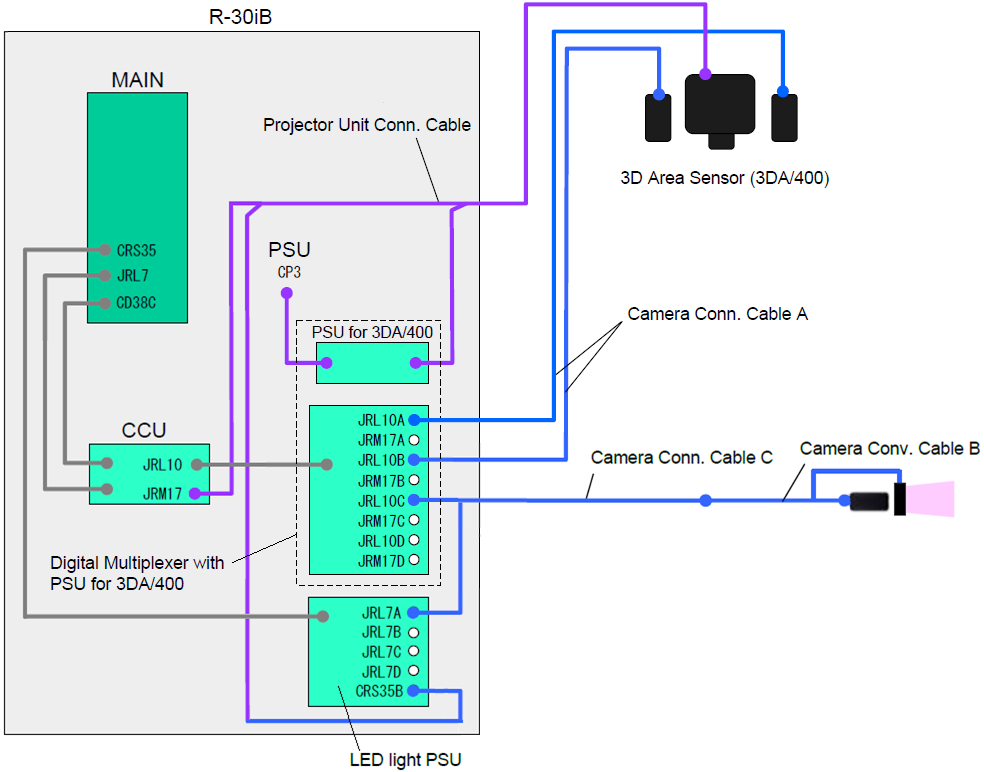 R-30iB
MAIN
Projector Unit Conn. Cable
3D Area Sensor (3DA/400)
CRS35
JRL7
CD38C
PSU
CP3
PSU for 3DA/400
Camera Conn. Cable A
CCU
JRL10
JRM17
JRL10A
JRM17A
JRL10B
JRM17B
JRL10C
JRM17C
JRL10D
JRM17D
Camera Conn. Cable C
Camera Conv. Cable B
Digital Multiplexer with
PSU for 3DA/400
JRL7A
JRL7B
JRL7C
JRL7D
CRS35B
LED light PSU